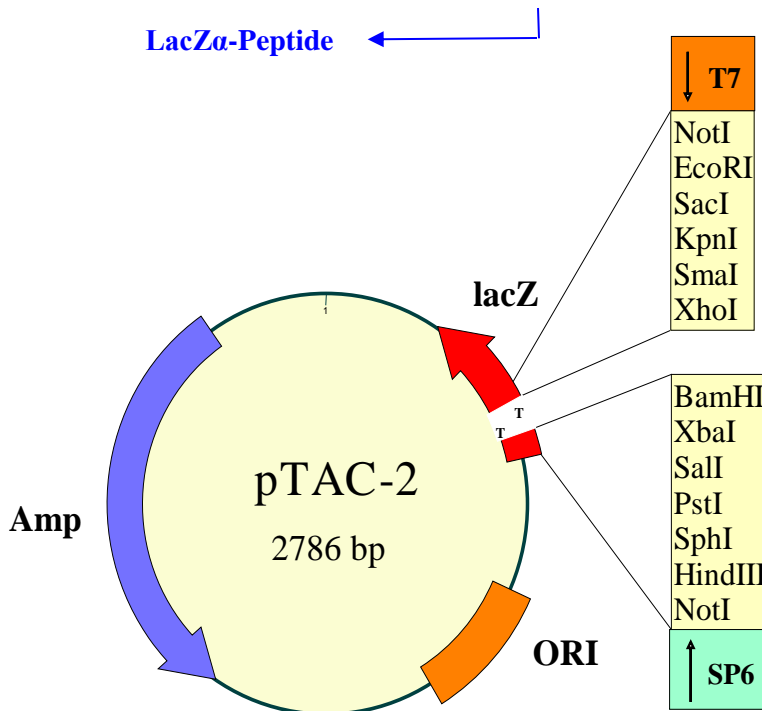 LacZα-Peptide
T7
NotI
EcoRI
SacI
KpnI
SmaI
XhoI
lacZ
1
T
T
BamHI
XbaI
SalI
PstI
SphI
HindIII
NotI
pTAC-2
2786 bp
Amp
ORI
SP6